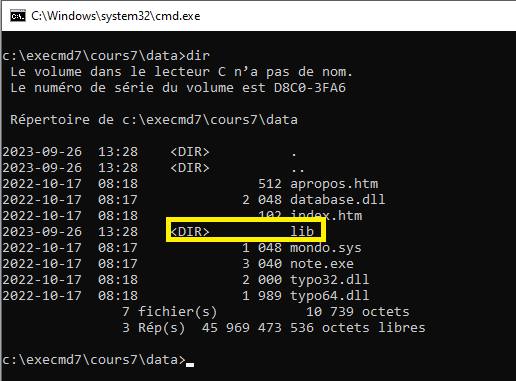 C:\Windows\system32\cmd.exe
c:\execmd7\cours7\data>dir
Le volume dans le lecteur C n’a pas de nom.
Le numéro de série du volume est D8C0-3FA6
Répertoire de c:\execmd7\cours7\data
2023-09-26 13:28 <DIR> .
2023-09-26 13:28 <DIR> ..
2022-10-17 08:18 512 apropos.htm
2022-10-17 08:18 2 048 database.dll
2022-10-17 08:18 102 index.htm
2023-09-26 13:28 <DIR> lib
2022-10-17 08:17 1 048 mondo.sys
2022-10-17 08:17 3 040 note.exe
2022-10-17 08:18 2 000 typo32.dll
2022-10-17 08:18 1 989 typo64.dll
7 fichier(s) 10 739 octets
3 Rép(s) 45 969 473 536 octets libres
c:\execmd7\cours7\data>